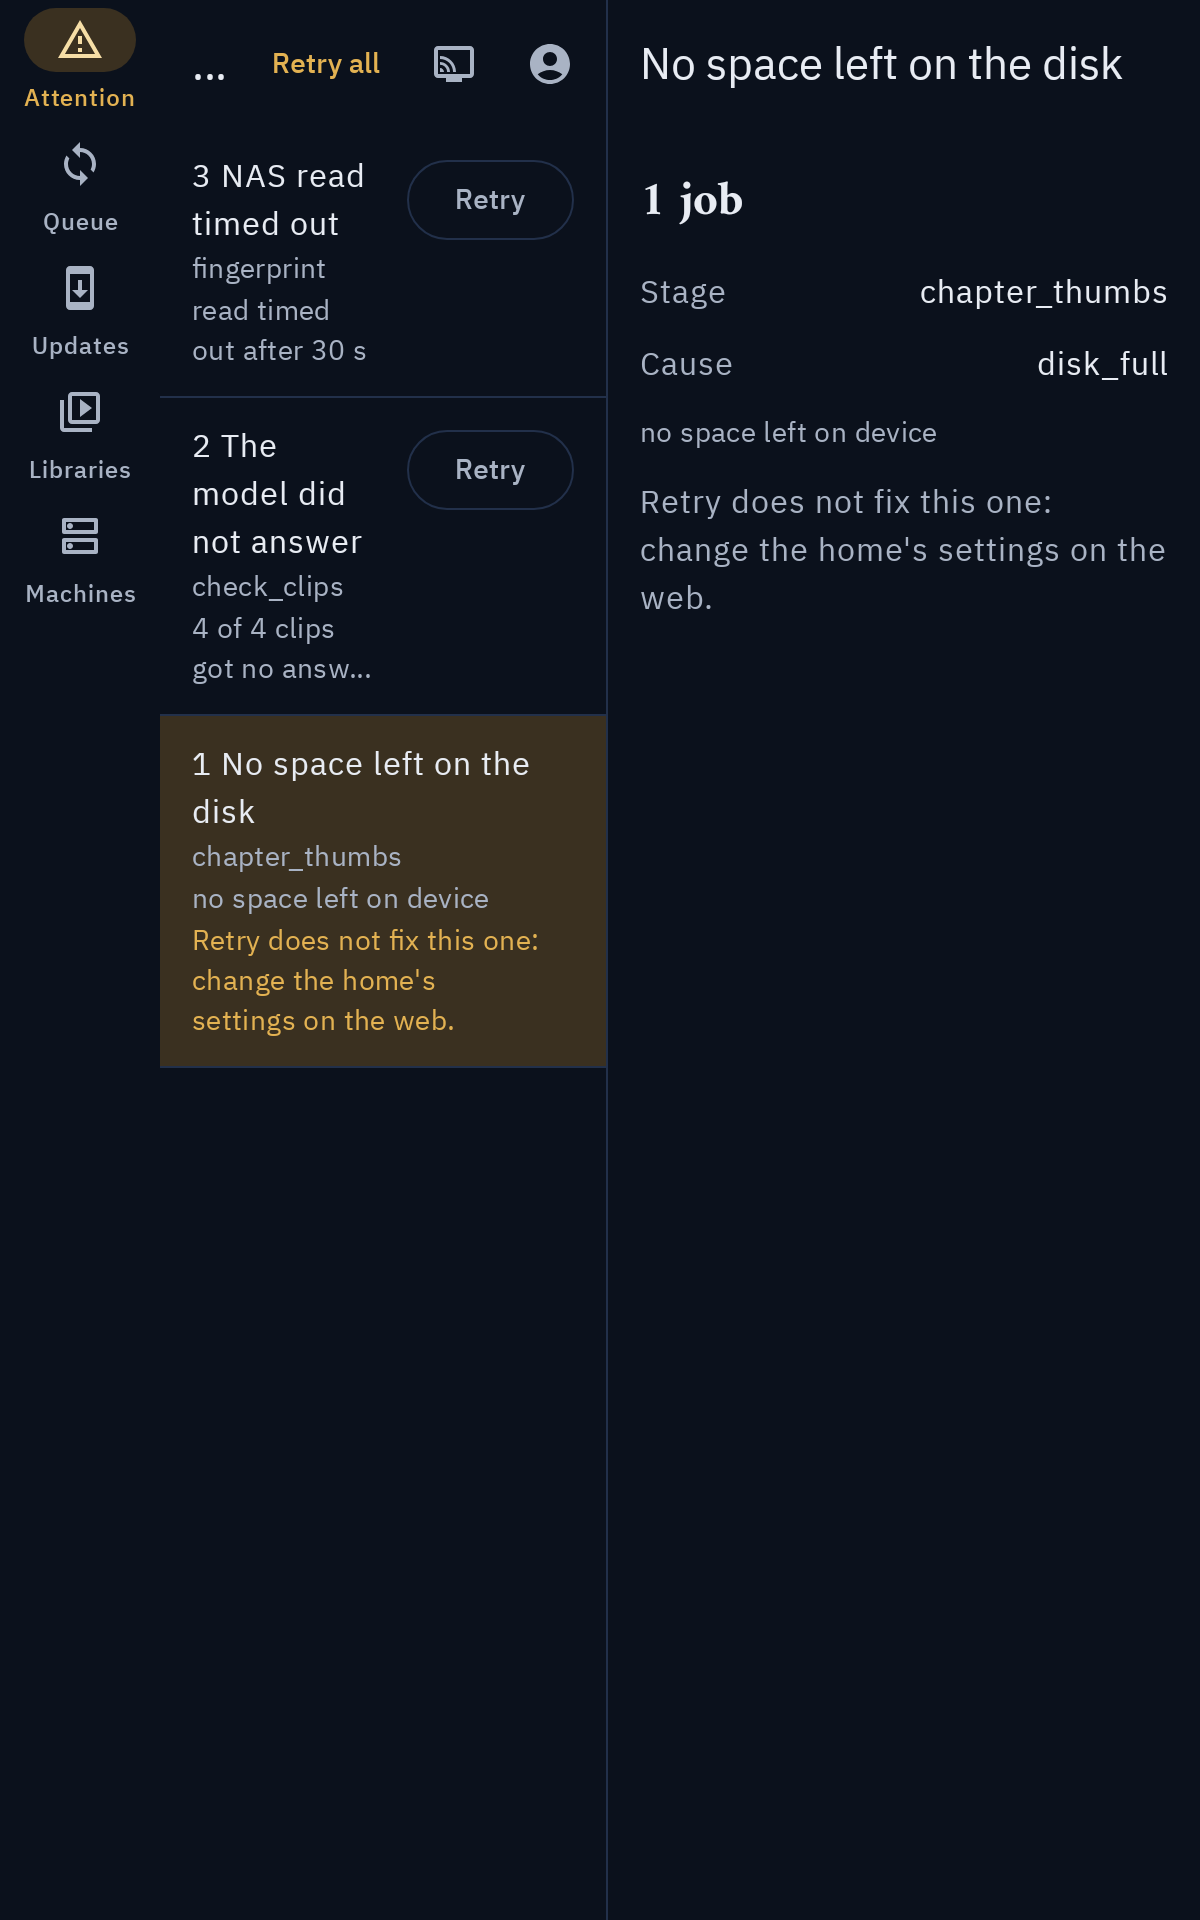 Attention
Queue
Updates
Libraries
Machines
... Retry all
3 NAS read
timed out
fingerprint
read timed
out after 30 s
Retry
2 The
model did
not answer
check_clips
4 of 4 clips
got no answ...
Retry
1 No space left on the
disk
chapter_thumbs
no space left on device
Retry does not fix this one:
change the home's
settings on the web.
No space left on the disk
1 job
Stage chapter_thumbs
Cause disk_full
no space left on device
Retry does not fix this one:
change the home's settings on the
web.